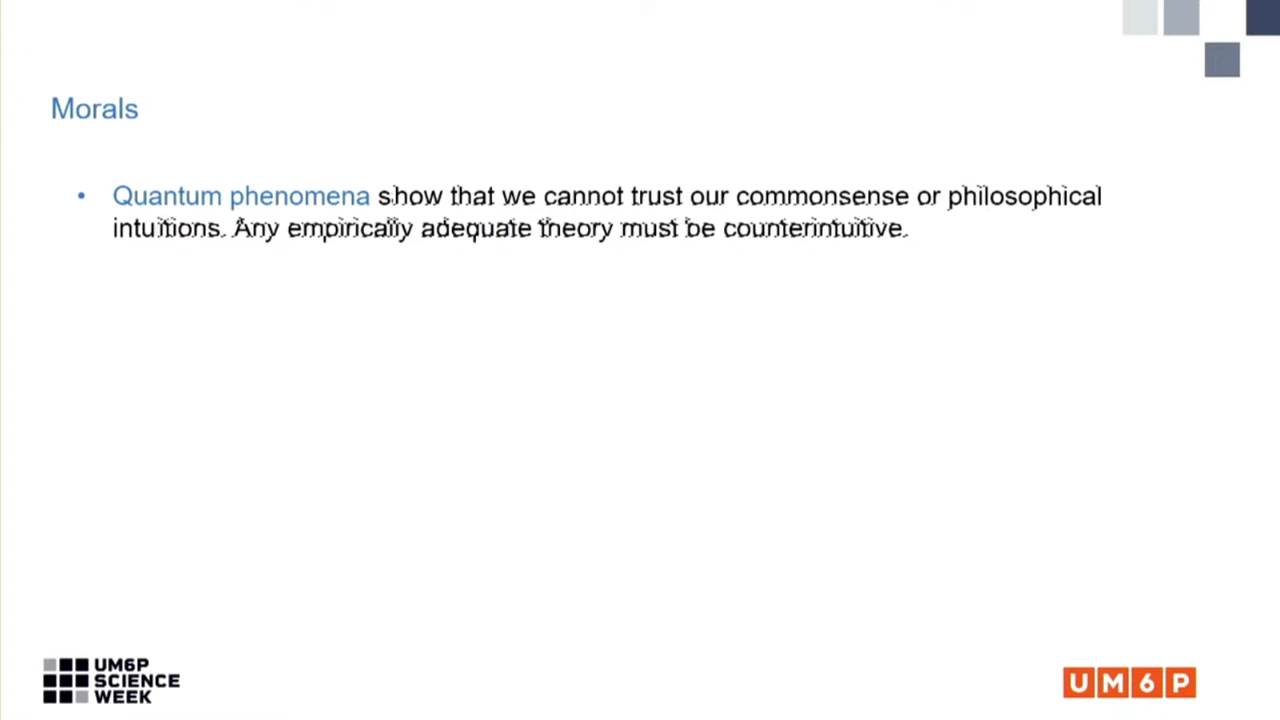 Morals
• Quantum phenomena show that we cannot trust our commonsense or philosophical
intuitions. Any empirically adequate theory must be counterintuitive.
UM6P
SCIENCE
WEEK
UM6P